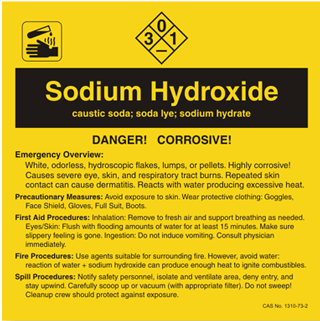 0
3 1
–
Sodium Hydroxide
caustic soda; soda lye; sodium hydrate
DANGER! CORROSIVE!
Emergency Overview:
White, odorless, hydroscopic flakes, lumps, or pellets. Highly corrosive!
Causes severe eye, skin, and respiratory tract burns. Repeated skin
contact can cause dermatitis. Reacts with water producing excessive heat.
Precautionary Measures: Avoid exposure to skin. Wear protective clothing: Goggles,
Face Shield, Gloves, Full Suit, Boots.
First Aid Procedures: Inhalation: Remove to fresh air and support breathing as needed.
Eyes/Skin: Flush with flooding amounts of water for at least 15 minutes. Make sure
slippery feeling is gone. Ingestion: Do not induce vomiting. Consult physician
immediately.
Fire Procedures: Use agents suitable for surrounding fire. However, avoid water:
reaction of water + sodium hydroxide can produce enough heat to ignite combustibles.
Spill Procedures: Notify safety personnel, isolate and ventilate area, deny entry, and
stay upwind. Carefully scoop up or vacuum (with appropriate filter). Do not sweep!
Cleanup crew should protect against exposure.
CAS No. 1310-73-2